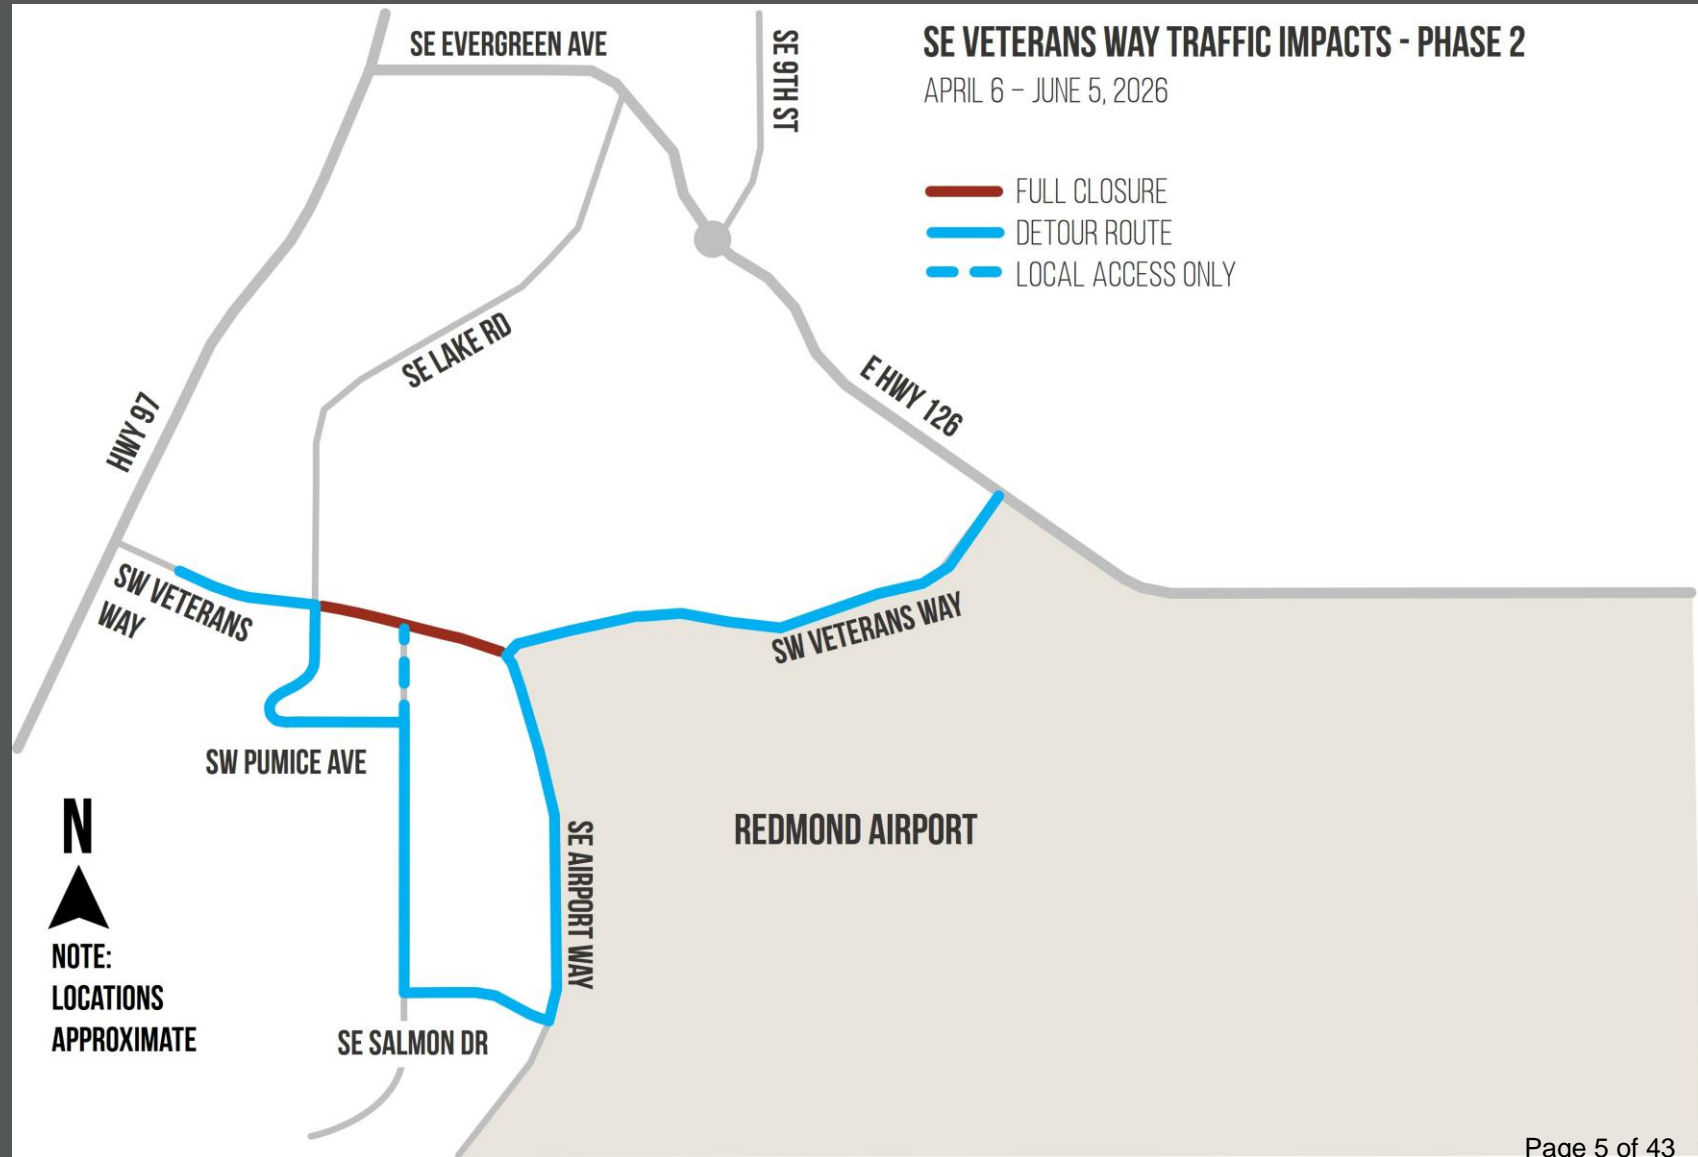 SE VETERANS WAY TRAFFIC IMPACTS - PHASE 2
APRIL 6 – JUNE 5, 2026
FULL CLOSURE
DETOUR ROUTE
LOCAL ACCESS ONLY
SE EVERGREEN AVE
SE 9TH ST
SE LAKE RD
HWY 97
E HWY 126
SW VETERANS
WAY
SW VETERANS WAY
SW PUMICE AVE
REDMOND AIRPORT
SE AIRPORT WAY
SE SALMON DR
N
NOTE:
LOCATIONS
APPROXIMATE
Page 5 of 43